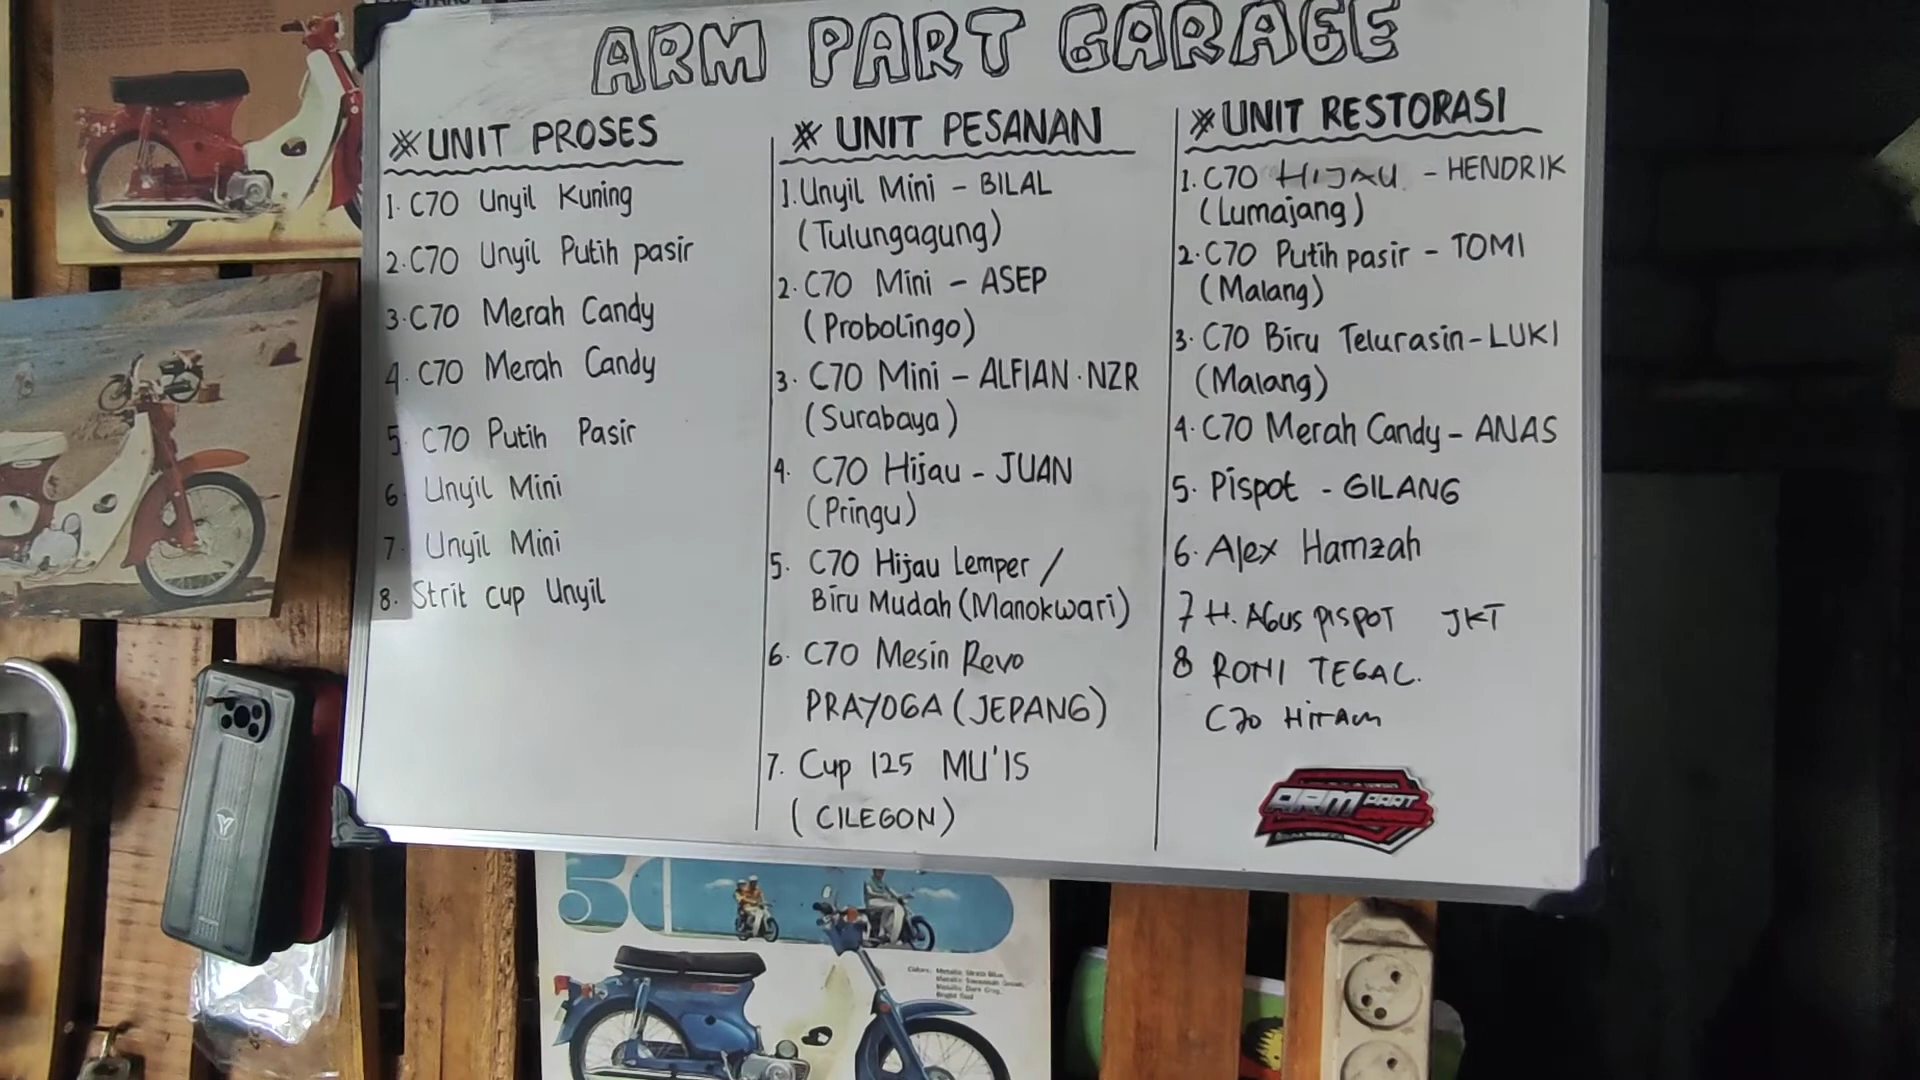 ARM PART GARAGE
※ UNIT PROSES
1. C70 Unyil Kuning
2. C70 Unyil Putih pasir
3. C70 Merah Candy
4. C70 Merah Candy
5. C70 Putih Pasir
6. Unyil Mini
7. Unyil Mini
8. Strit cup Unyil
※ UNIT PESANAN
1. Unyil Mini - BILAL
(Tulungagung)
2. C70 Mini - ASEP
(Probolingo)
3. C70 Mini - ALFIAN.NZR
(Surabaya)
4. C70 Hijau - JUAN
(Pringu)
5. C70 Hijau Lemper /
Biru Mudah (Manokwari)
6. C70 Mesin Revo
PRAYOGA (JEPANG)
7. Cup 125 MU'IS
(CILEGON)
※ UNIT RESTORASI
1. C70 HIJAU. - HENDRIK
(Lumajang)
2. C70 Putih pasir - TOMI
(Malang)
3. C70 Biru Telurasin - LUKI
(Malang)
4. C70 Merah Candy - ANAS
5. Pispot - GILANG
6. Alex Hamzah
7 H. AGUS PISPOT JKT
8 RONI TEGAL.
C70 HITAM
ARM PART
50